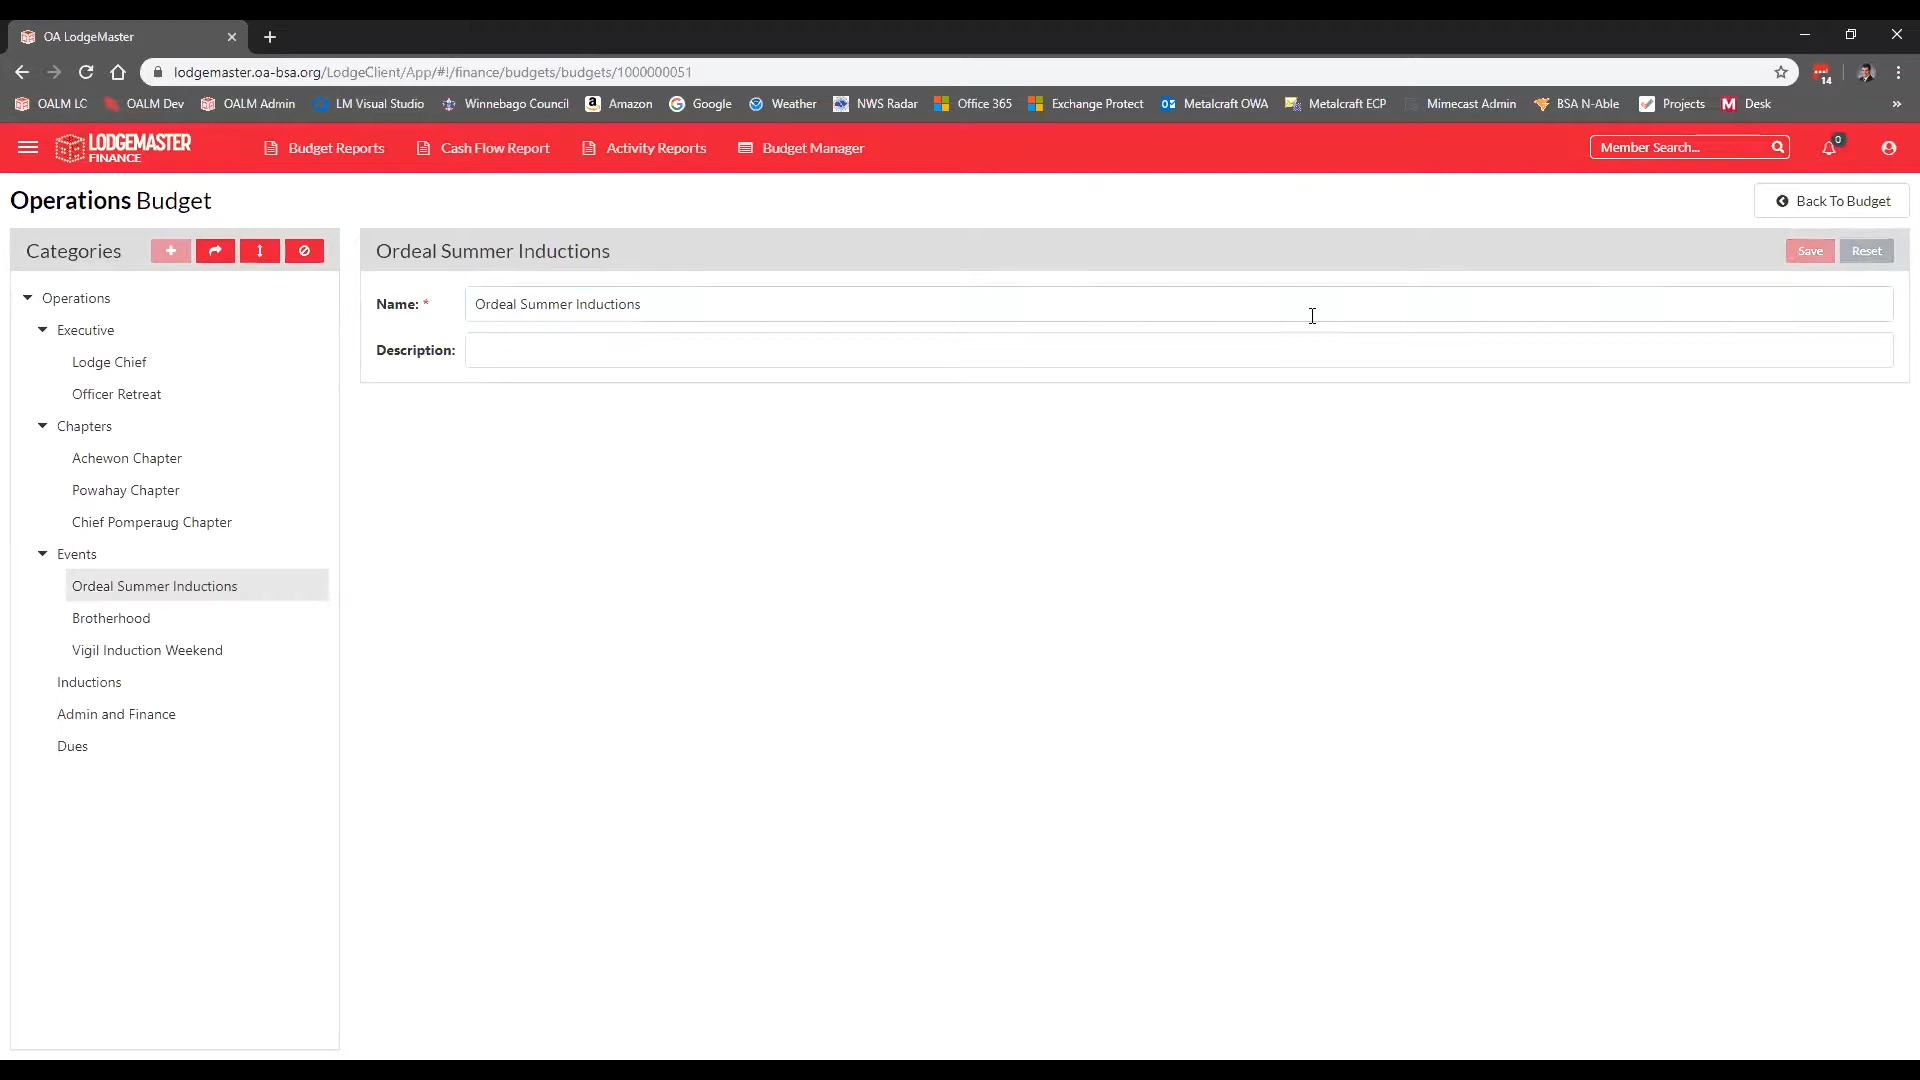 OA LodgeMaster
lodgemaster.oa-bsa.org/LodgeClient/App/#!/finance/budgets/budgets/1000000051
14
OALM LC OALM Dev OALM Admin LM Visual Studio Winnebago Council Amazon Google Weather NWS Radar Office 365 Exchange Protect Metalcraft OWA Metalcraft ECP Mimecast Admin BSA N-Able Projects Desk
LODGEMASTER
FINANCE
Budget Reports Cash Flow Report Activity Reports Budget Manager Member Search... 0
Operations Budget Back To Budget
Categories
Operations
Executive
Lodge Chief
Officer Retreat
Chapters
Achewon Chapter
Powahay Chapter
Chief Pomperaug Chapter
Events
Ordeal Summer Inductions
Brotherhood
Vigil Induction Weekend
Inductions
Admin and Finance
Dues
Ordeal Summer Inductions Save Reset
Name: * Ordeal Summer Inductions
Description: